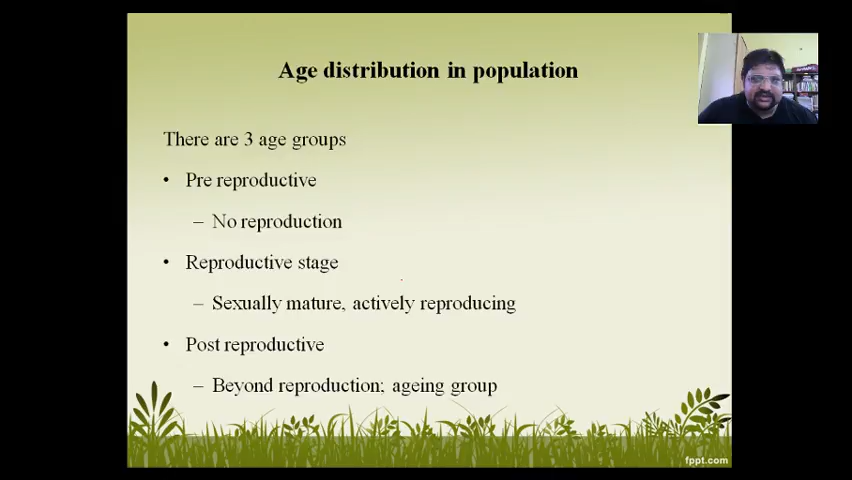 Age distribution in population
There are 3 age groups
• Pre reproductive
– No reproduction
• Reproductive stage
– Sexually mature, actively reproducing
• Post reproductive
– Beyond reproduction; ageing group
fppt.com